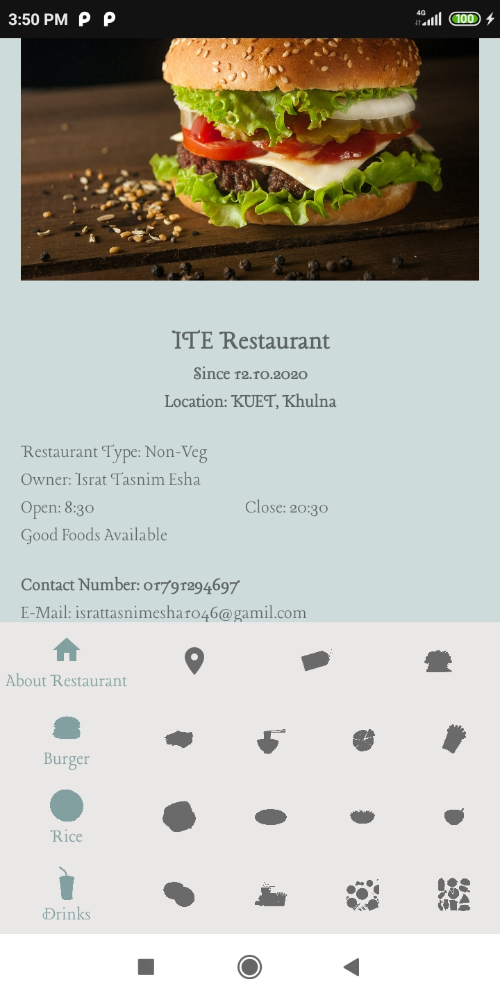 3:50 PM
4G
100
ITE Restaurant
Since 12.10.2020
Location: KUET, Khulna
Restaurant Type: Non-Veg
Owner: Israt Tasnim Esha
Open: 8:30 Close: 20:30
Good Foods Available
Contact Number: 01791294697
E-Mail: israttasnimesha1046@gamil.com
About Restaurant
Burger
Rice
Drinks